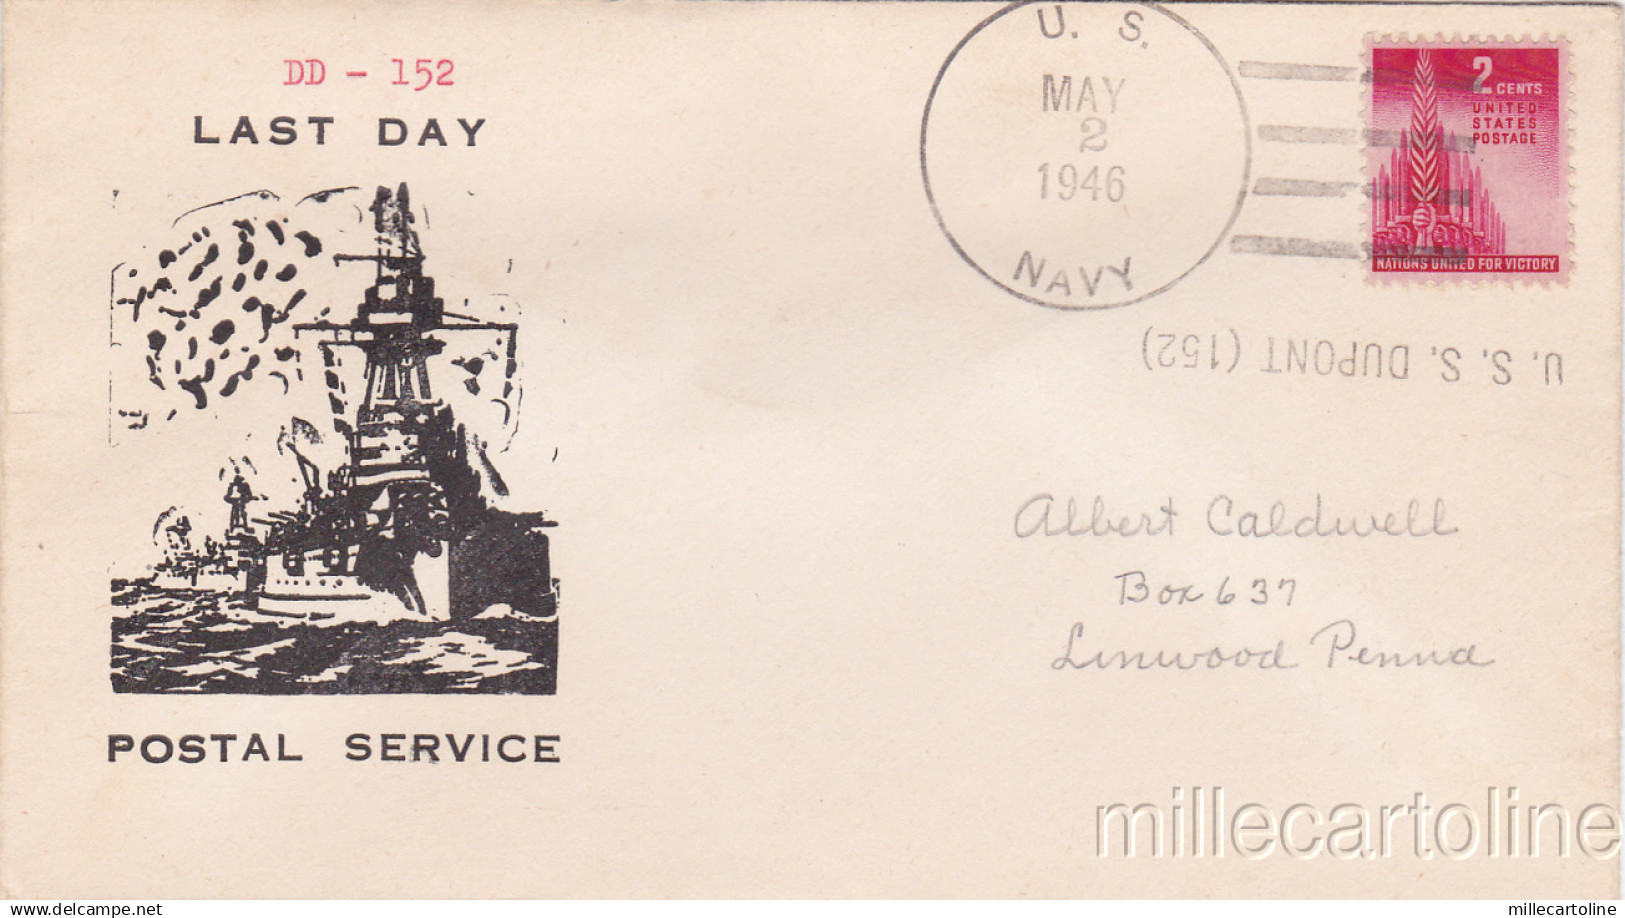 DD - 152
LAST DAY
POSTAL SERVICE
U. S.
MAY
2
1946
NAVY
2 CENTS
UNITED
STATES
POSTAGE
NATIONS UNITED FOR VICTORY
U. S. S. DUPONT (152)
Albert Caldwell
Box 637
Linwood Penna
millecartoline
www.delcampe.net
millecartoline